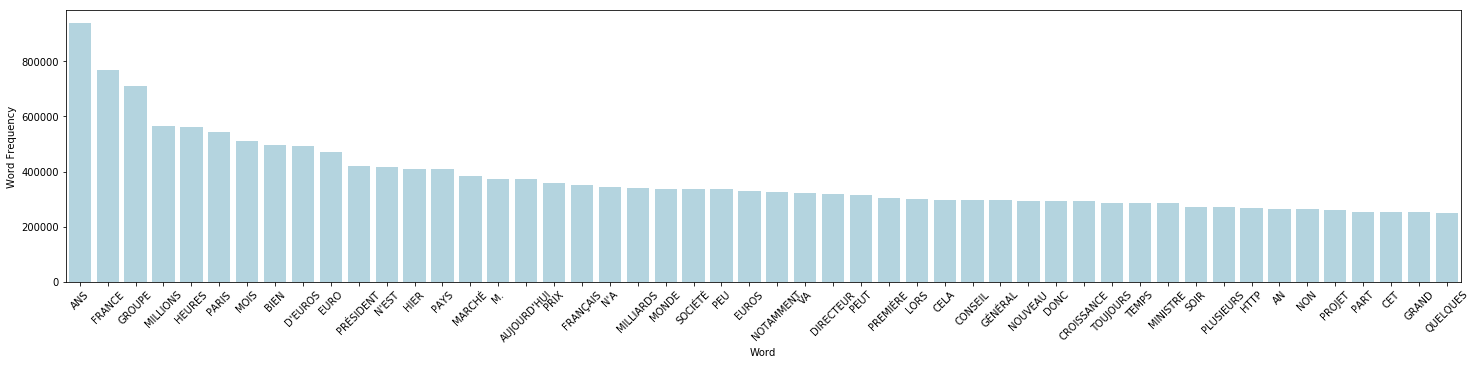 Word Frequency
800000
600000
400000
200000
0
ANS
FRANCE
GROUPE
MILLIONS
HEURES
PARIS
MOIS
BIEN
D'EUROS
EURO
PRÉSIDENT
N'EST
HIER
PAYS
MARCHÉ
M.
AUJOURD'HUI
PRIX
FRANÇAIS
N'A
MILLIARDS
MONDE
SOCIÉTÉ
PEU
EUROS
NOTAMMENT
VA
DIRECTEUR
PEUT
PREMIÈRE
LORS
CELA
CONSEIL
GÉNÉRAL
NOUVEAU
DONC
CROISSANCE
TOUJOURS
TEMPS
MINISTRE
SOIR
PLUSIEURS
HTTP
AN
NON
PROJET
PART
CET
GRAND
QUELQUES
Word